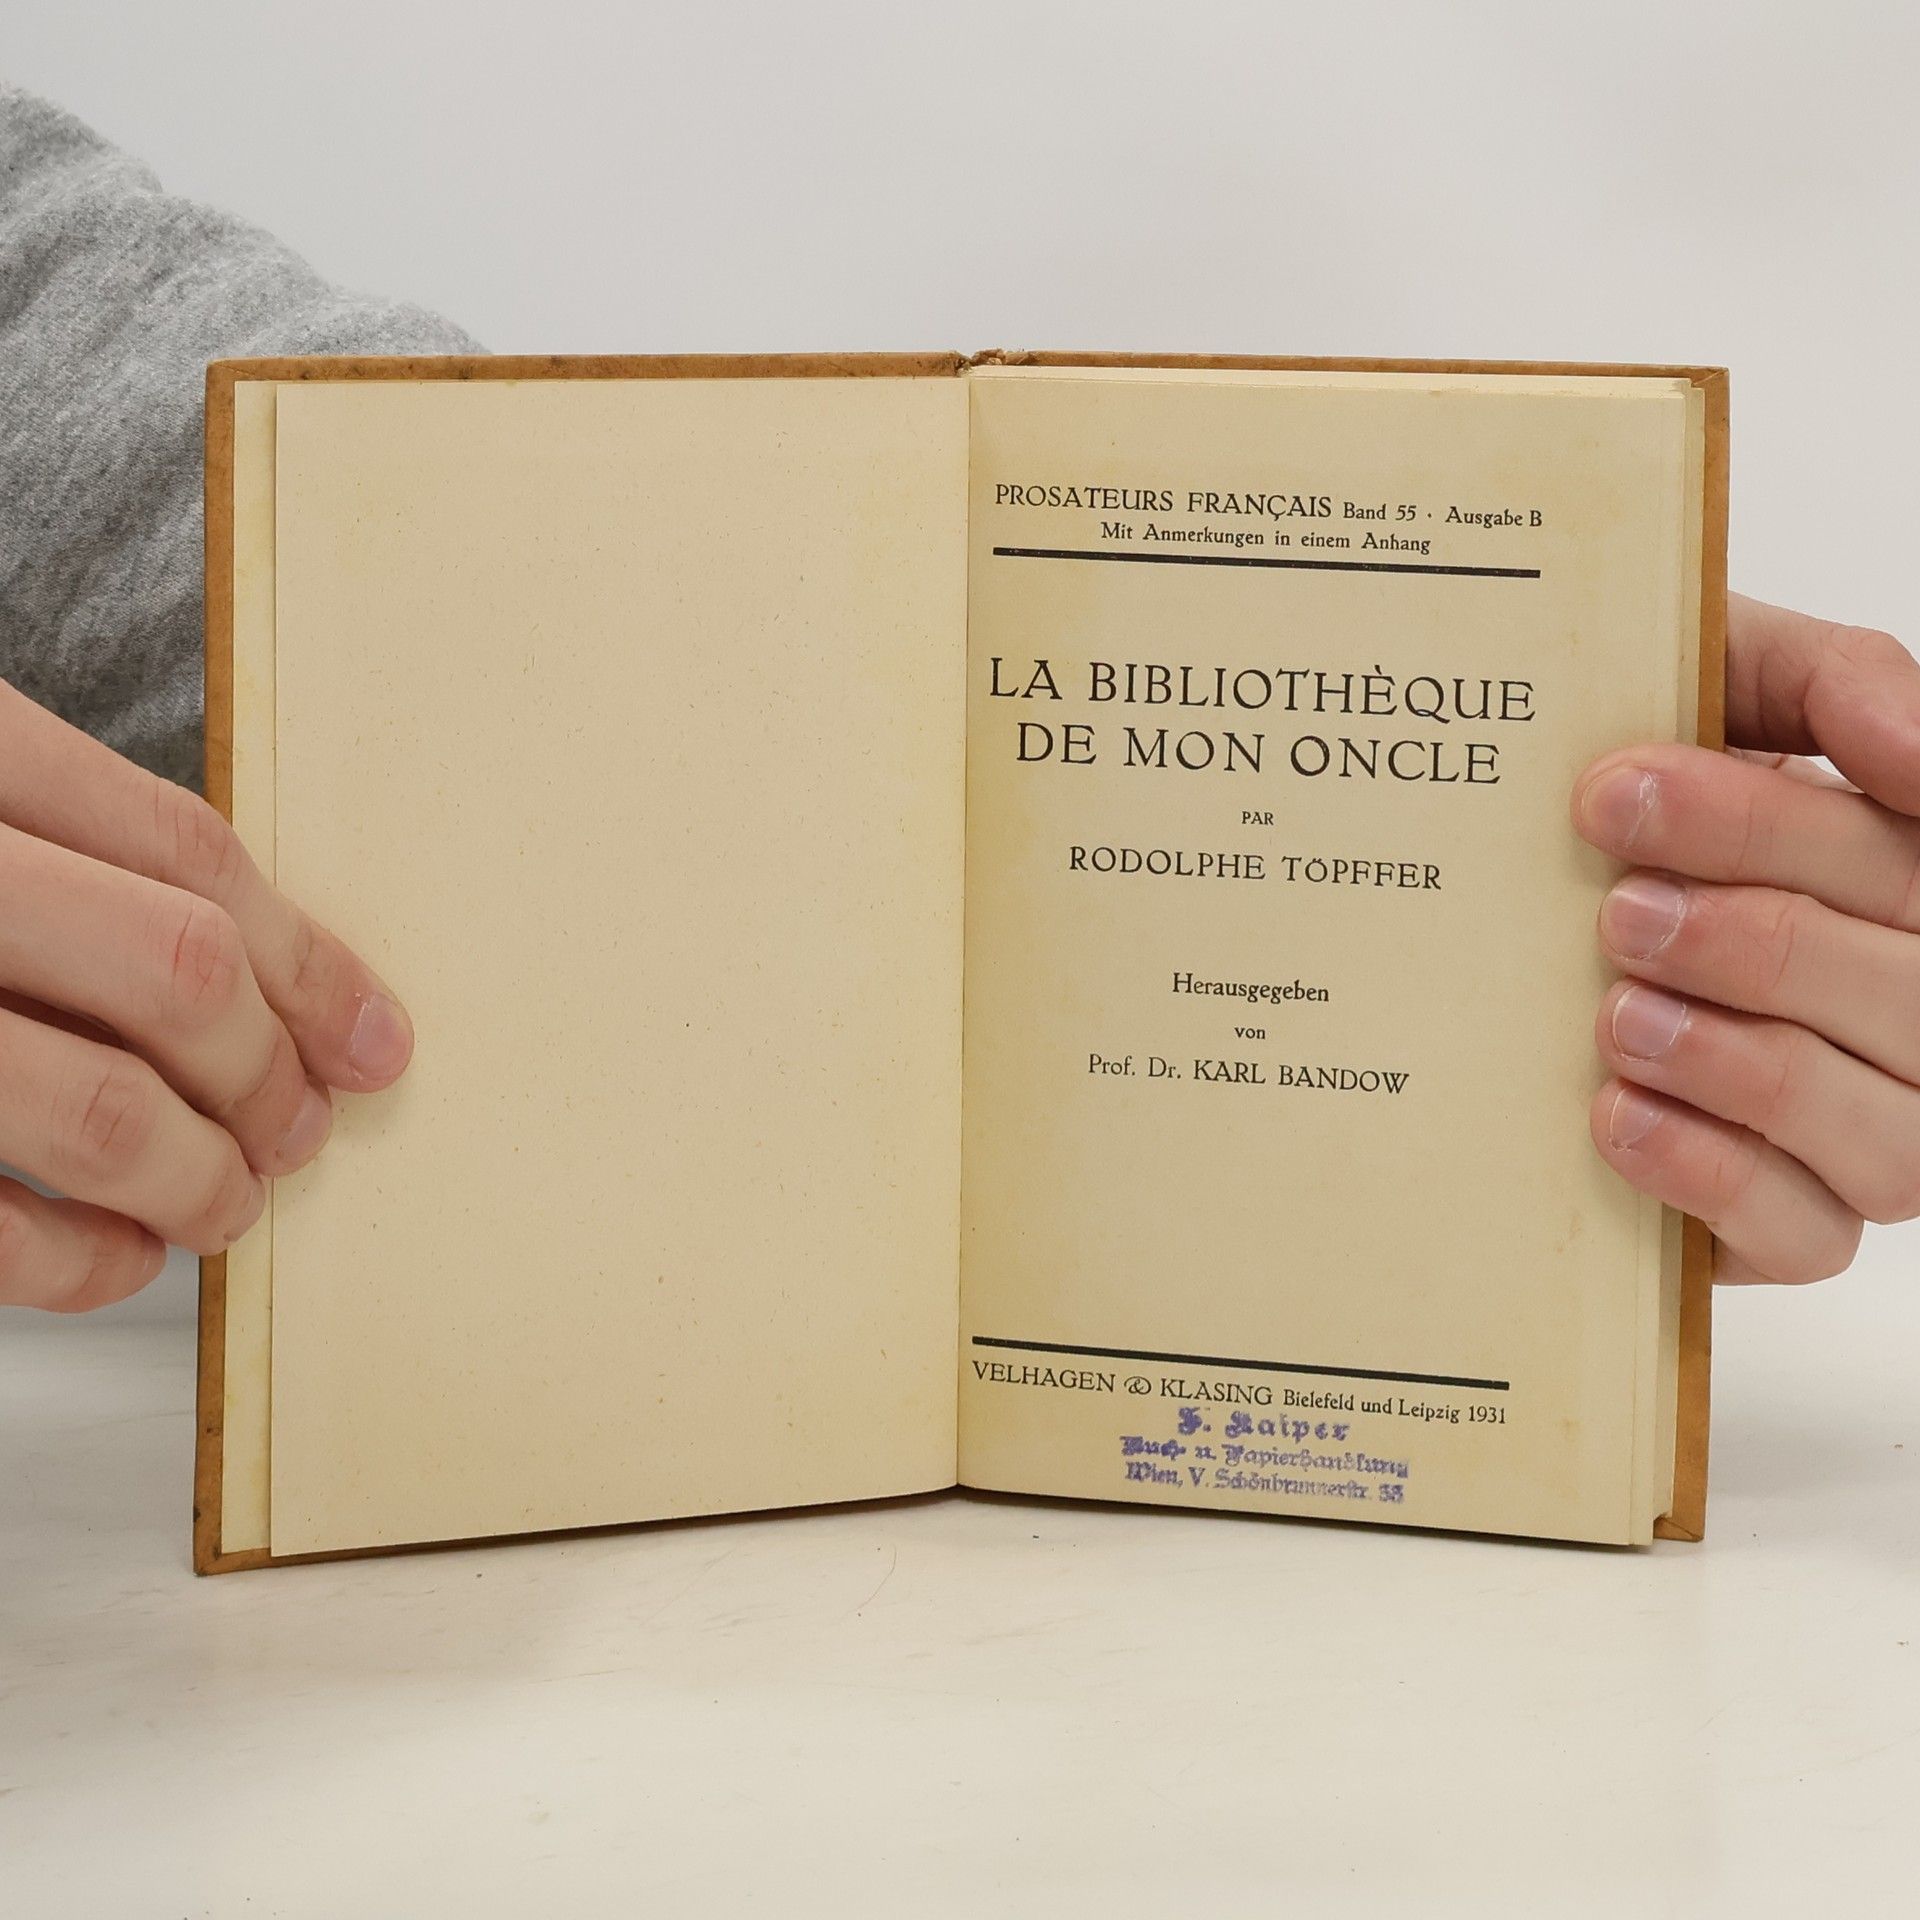 PROSATEURS FRANÇAIS Band 55 · Ausgabe B
Mit Anmerkungen in einem Anhang
LA BIBLIOTHÈQUE
DE MON ONCLE
PAR
RODOLPHE TÖPFFER
Herausgegeben
von
Prof. Dr. KARL BANDOW
VELHAGEN & KLASING Bielefeld und Leipzig 1931
Buch- u. Papierhandlung
Wien, V. Schönbrunnerstr.